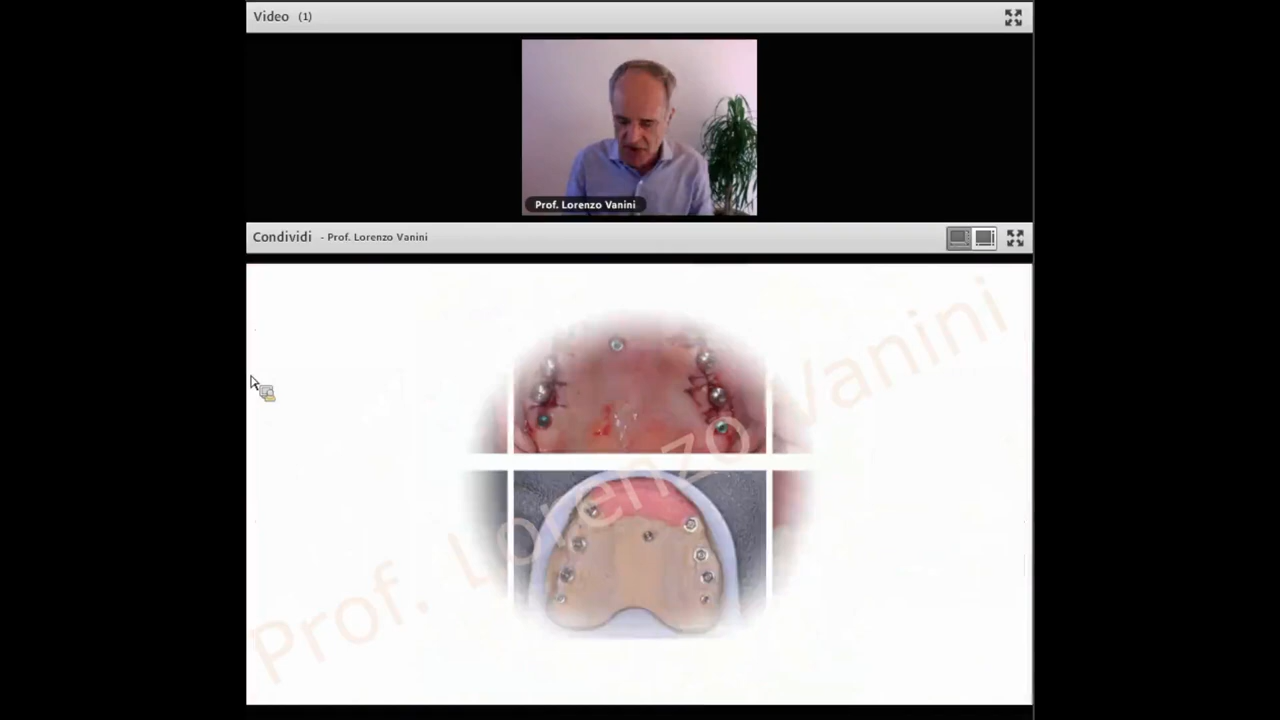 Video (1)
Prof. Lorenzo Vanini
Condividi - Prof. Lorenzo Vanini
Prof. Lorenzo Vanini